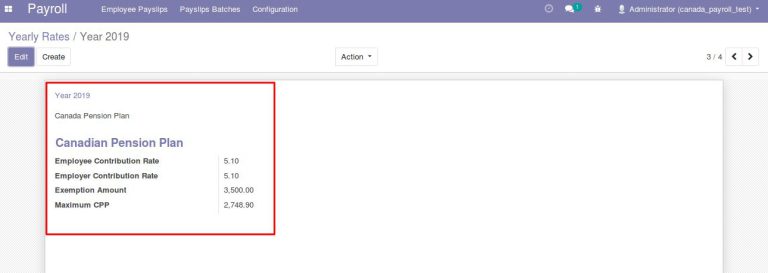 Payroll Employee Payslips Payslips Batches Configuration 1 Administrator (canada_payroll_test)
Yearly Rates / Year 2019
Edit Create Action 3 / 4
Year 2019
Canada Pension Plan
Canadian Pension Plan
Employee Contribution Rate 5.10
Employer Contribution Rate 5.10
Exemption Amount 3,500.00
Maximum CPP 2,748.90